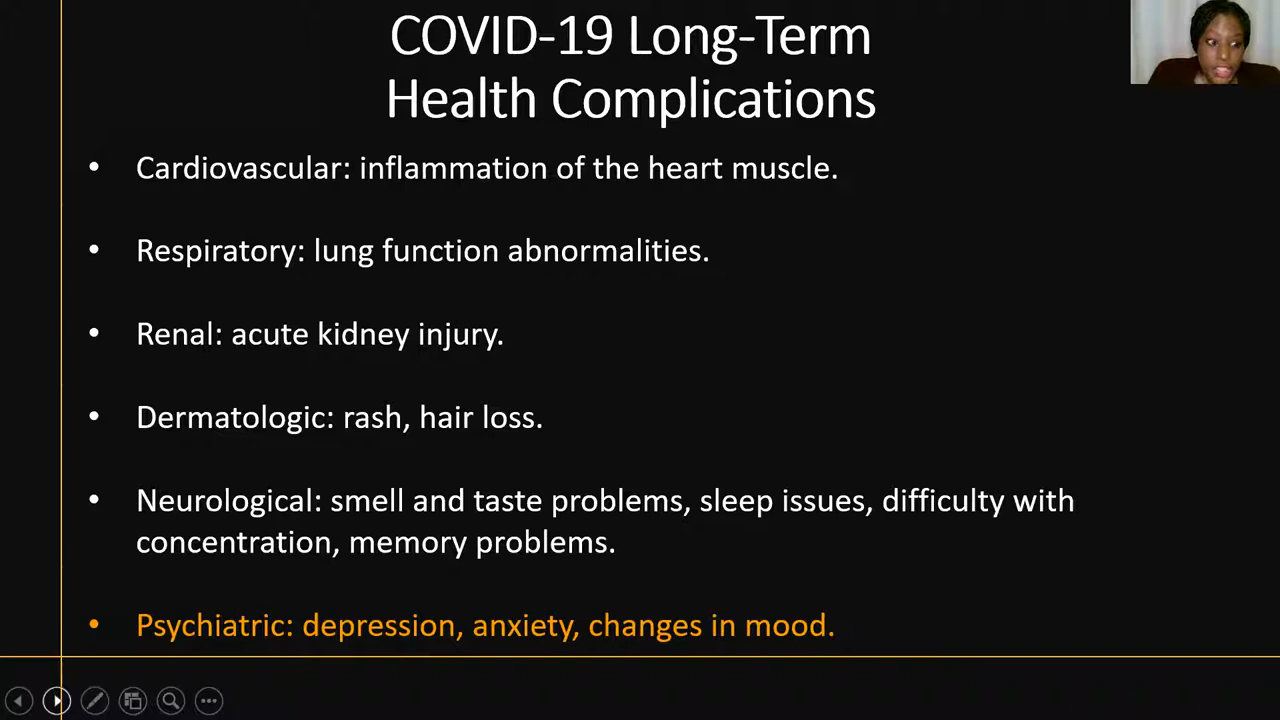 COVID-19 Long-Term
Health Complications
• Cardiovascular: inflammation of the heart muscle.
• Respiratory: lung function abnormalities.
• Renal: acute kidney injury.
• Dermatologic: rash, hair loss.
• Neurological: smell and taste problems, sleep issues, difficulty with
concentration, memory problems.
• Psychiatric: depression, anxiety, changes in mood.